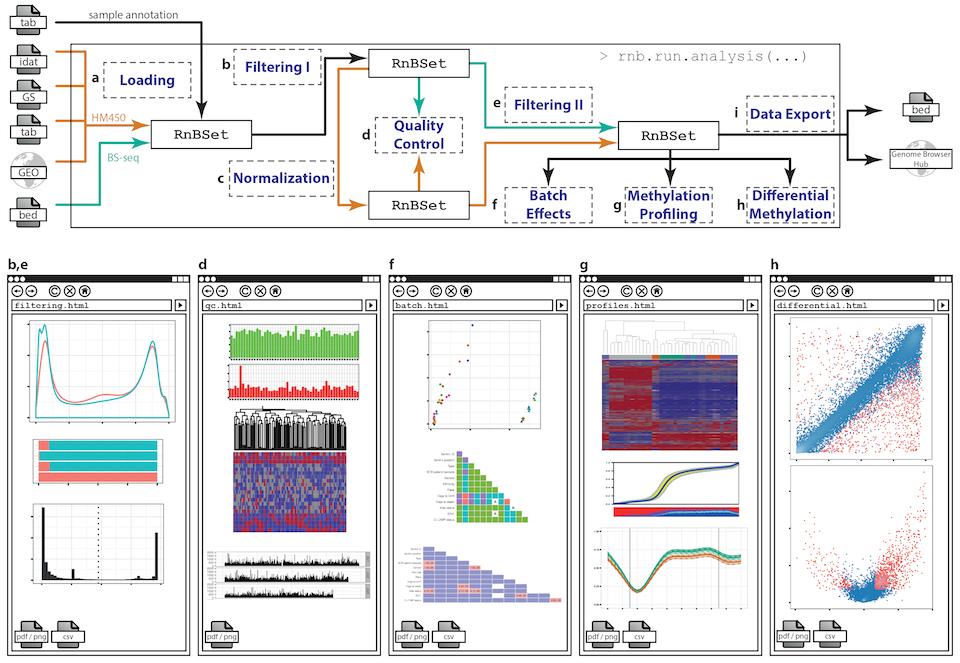 tab
sample annotation
idat
GS
tab
GEO
bed
HM450
BS-seq
a
Loading
RnBSet
b
Filtering I
c
Normalization
RnBSet
d
Quality
Control
RnBSet
> rnb.run.analysis(...)
e
Filtering II
RnBSet
i
Data Export
f
Batch
Effects
g
Methylation
Profiling
h
Differential
Methylation
bed
Genome Browser
Hub
b,e
filtering.html
pdf / png
csv
d
qc.html
pdf / png
f
batch.html
pdf / png
csv
g
profiles.html
pdf / png
csv
h
differential.html
pdf / png
csv